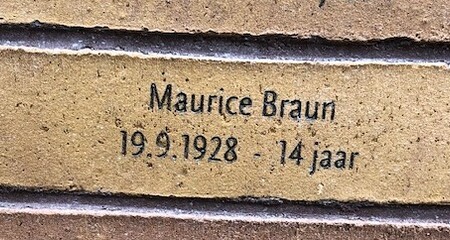 Maurice Braun
19.9.1928 - 14 jaar